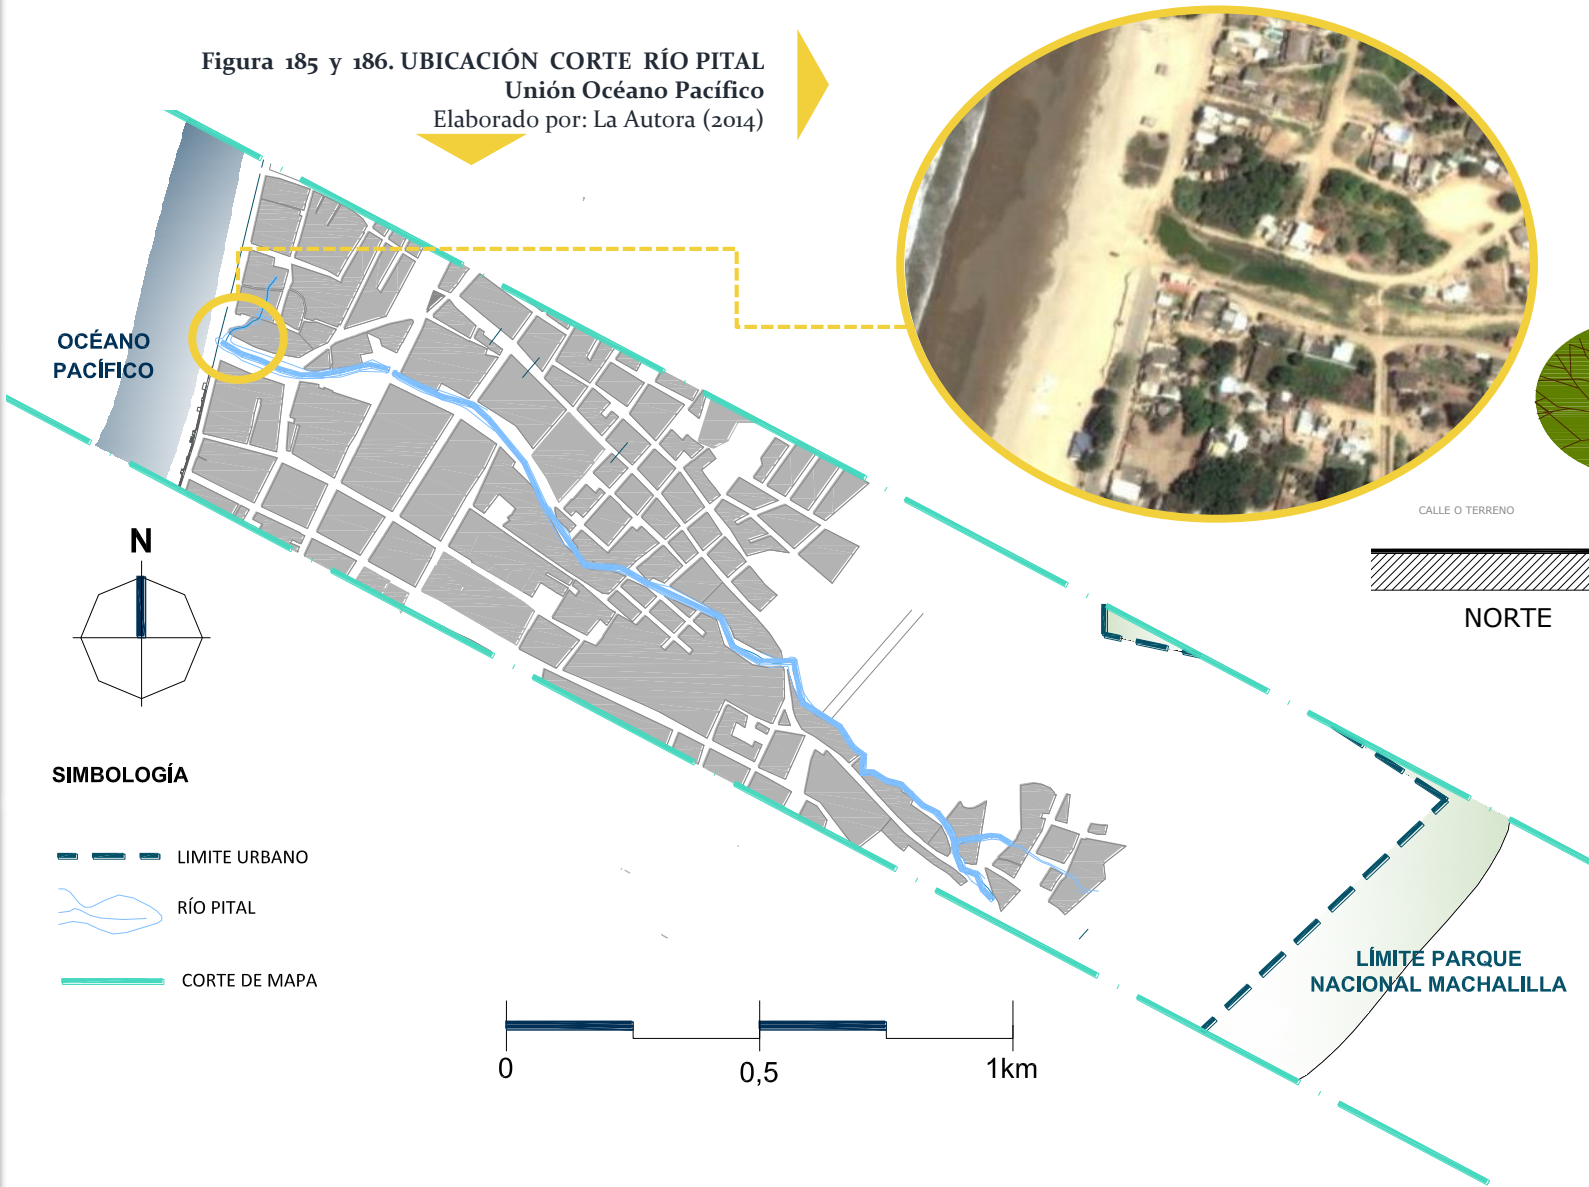 Figura 185 y 186. UBICACIÓN CORTE RÍO PITAL
Unión Océano Pacífico
Elaborado por: La Autora (2014)
OCÉANO
PACÍFICO
CALLE O TERRENO
NORTE
N
SIMBOLOGÍA
LIMITE URBANO
RÍO PITAL
CORTE DE MAPA
LÍMITE PARQUE
NACIONAL MACHALILLA
0
0,5
1km